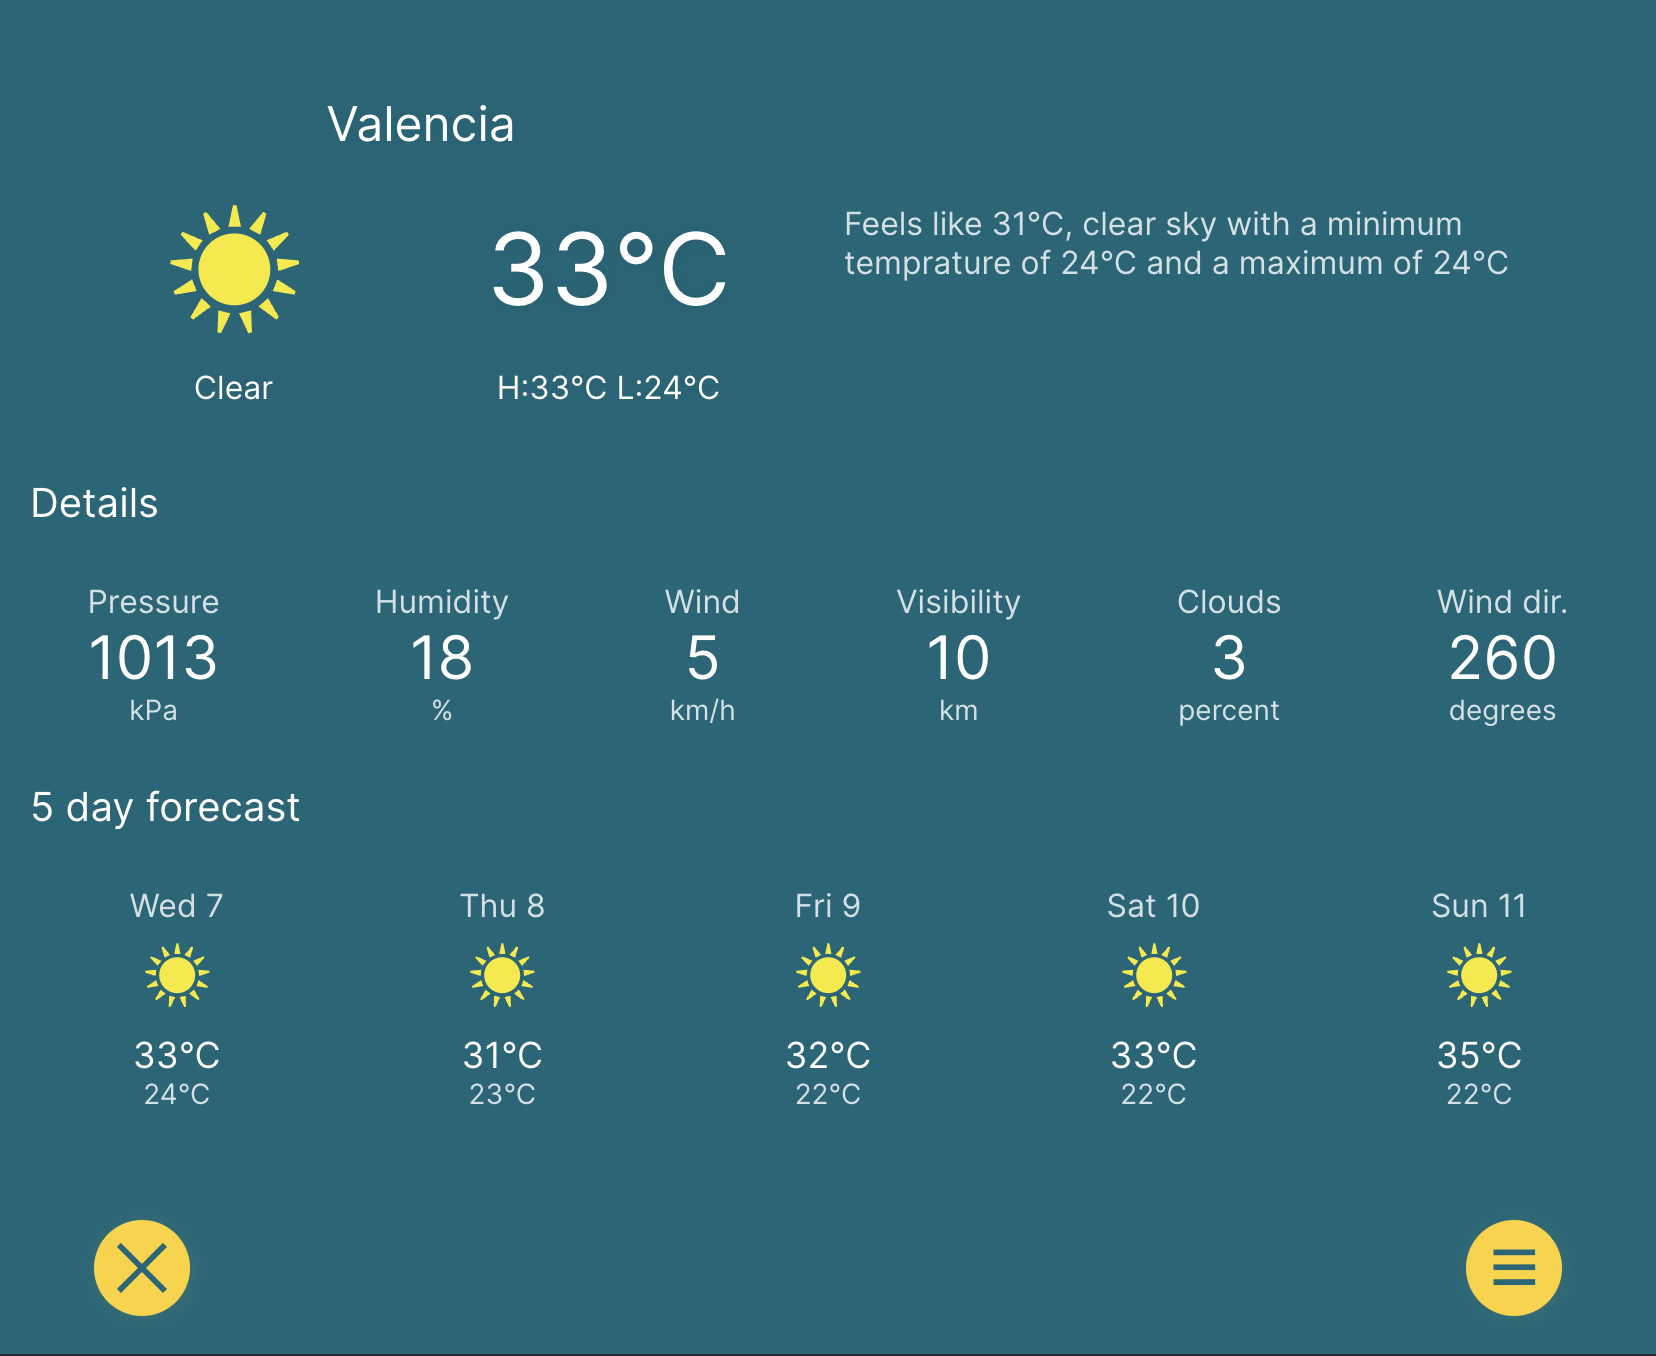 Valencia
33°C
Feels like 31°C, clear sky with a minimum
temprature of 24°C and a maximum of 24°C
Clear
H:33°C L:24°C
Details
Pressure Humidity Wind Visibility Clouds Wind dir.
1013 18 5 10 3 260
kPa % km/h km percent degrees
5 day forecast
Wed 7 Thu 8 Fri 9 Sat 10 Sun 11
33°C 31°C 32°C 33°C 35°C
24°C 23°C 22°C 22°C 22°C